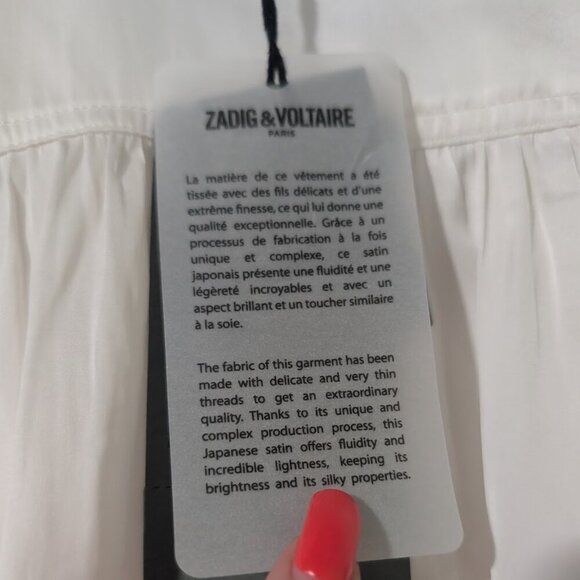 ZADIG & VOLTAIRE
PARIS
La matière de ce vêtement a été
tissée avec des fils délicats et d'une
extrême finesse, ce qui lui donne une
qualité exceptionnelle. Grâce à un
processus de fabrication à la fois
unique et complexe, ce satin
japonais présente une fluidité et une
légèreté incroyables et avec un
aspect brillant et un toucher similaire
à la soie.
The fabric of this garment has been
made with delicate and very thin
threads to get an extraordinary
quality. Thanks to its unique and
complex production process, this
Japanese satin offers fluidity and
incredible lightness, keeping its
brightness and its silky properties.